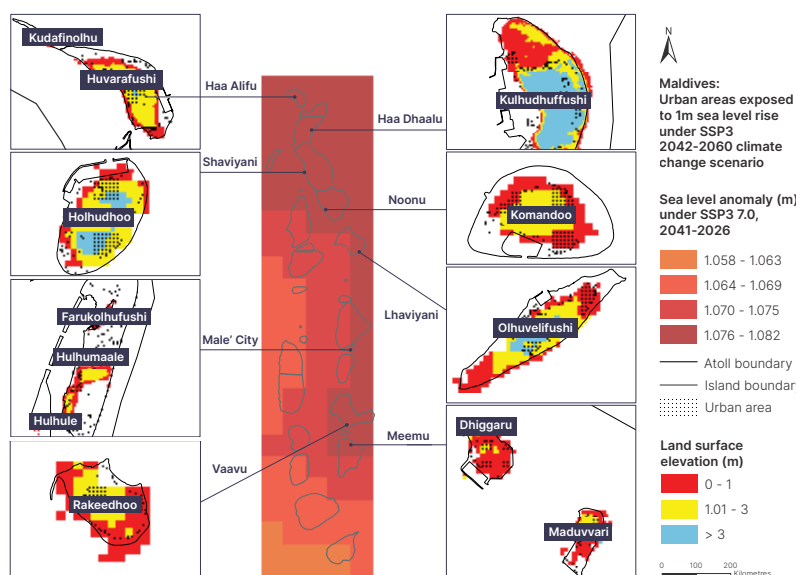 Kudafinolhu
Huvarafushi
Haa Alifu
Haa Dhaalu
Kulhudhuffushi
Shaviyani
Holhudhoo
Noonu
Komandoo
Farukolhufushi
Hulhumaale
Hulhule
Male' City
Lhaviyani
Olhuvelifushi
Vaavu
Rakeedhoo
Meemu
Dhiggaru
Maduvvari
N
Maldives:
Urban areas exposed
to 1m sea level rise
under SSP3
2042-2060 climate
change scenario
Sea level anomaly (m)
under SSP3 7.0,
2041-2026
1.058 - 1.063
1.064 - 1.069
1.070 - 1.075
1.076 - 1.082
Atoll boundary
Island boundary
Urban area
Land surface
elevation (m)
0 - 1
1.01 - 3
> 3
0 100 200
Kilometres